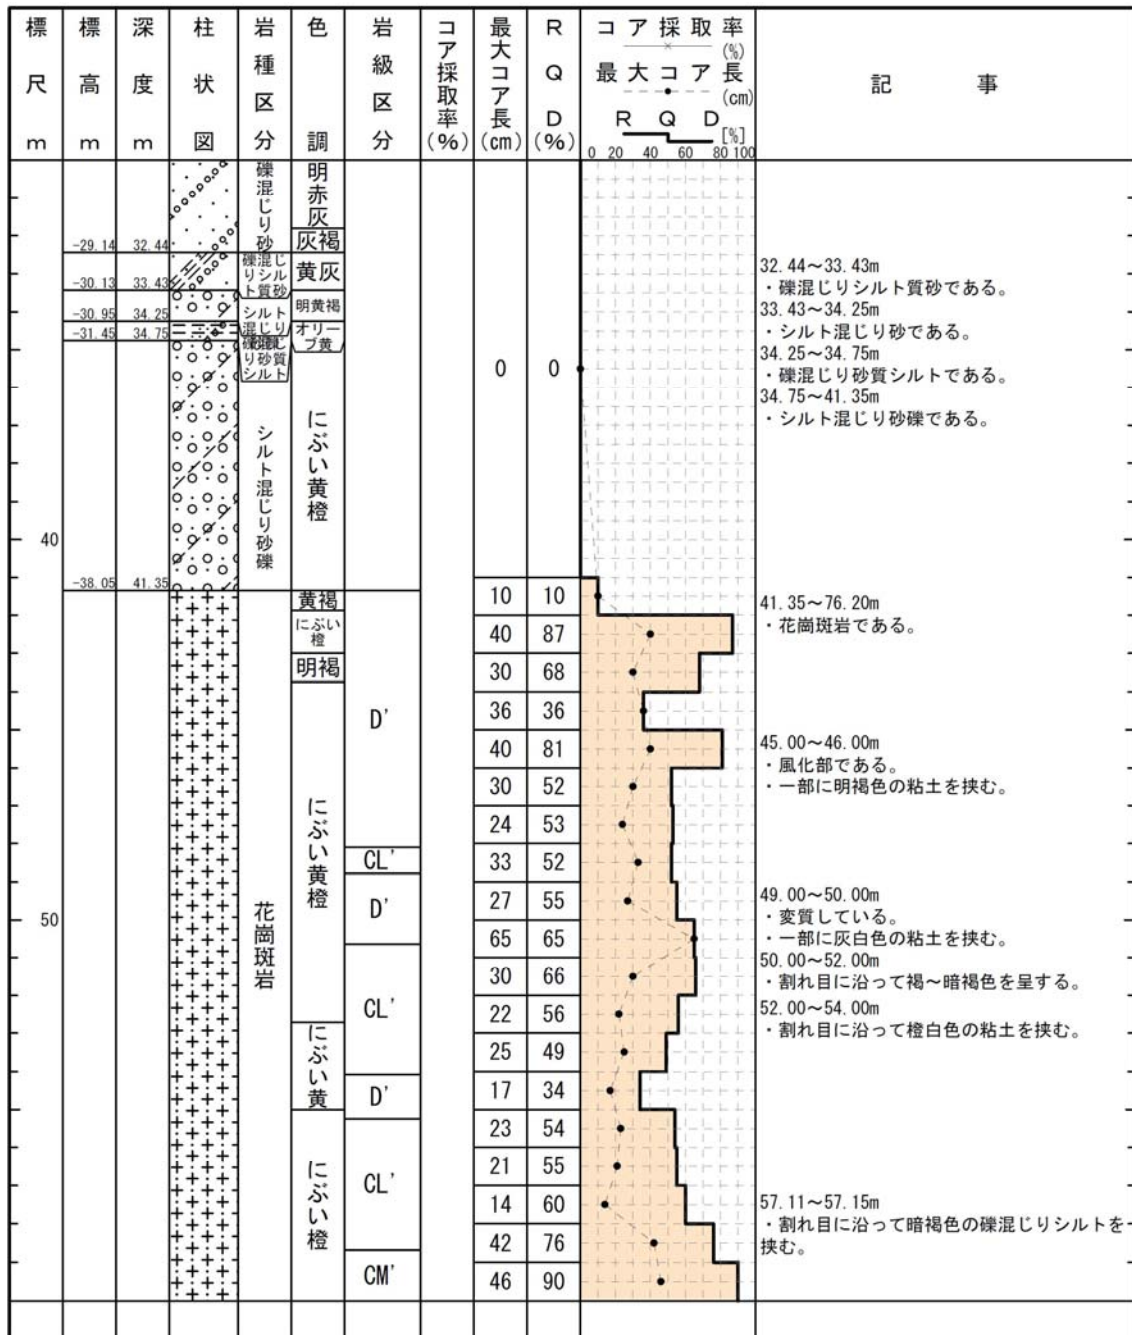 標尺 m
標高 m
深度 m
柱状図
岩種区分
色調
岩級区分
コア採取率(%)
最大コア長(cm)
RQD(%)
コア採取率(%)
最大コア長(cm)
RQD[%]
0 20 40 60 80 100
記事
礫混じり砂
明赤灰
灰褐
-29.14 32.44
礫混じりシルト質砂
黄灰
-30.13 33.43
シルト混じり
明黄褐
-30.95 34.25
礫混じり砂質シルト
オリーブ黄
-31.45 34.75
シルト混じり砂礫
にぶい黄橙
0 0
32.44～33.43m
・礫混じりシルト質砂である。
33.43～34.25m
・シルト混じり砂である。
34.25～34.75m
・礫混じり砂質シルトである。
34.75～41.35m
・シルト混じり砂礫である。
40
-38.05 41.35
花崗斑岩
黄褐
にぶい橙
明褐
にぶい黄橙
にぶい黄
にぶい橙
D'
CL'
D'
CL'
D'
CL'
CM'
50
10 10
40 87
30 68
36 36
40 81
30 52
24 53
33 52
27 55
65 65
30 66
22 56
25 49
17 34
23 54
21 55
14 60
42 76
46 90
41.35～76.20m
・花崗斑岩である。
45.00～46.00m
・風化部である。
・一部に明褐色の粘土を挟む。
49.00～50.00m
・変質している。
・一部に灰白色の粘土を挟む。
50.00～52.00m
・割れ目に沿って褐～暗褐色を呈する。
52.00～54.00m
・割れ目に沿って橙白色の粘土を挟む。
57.11～57.15m
・割れ目に沿って暗褐色の礫混じりシルトを
挟む。